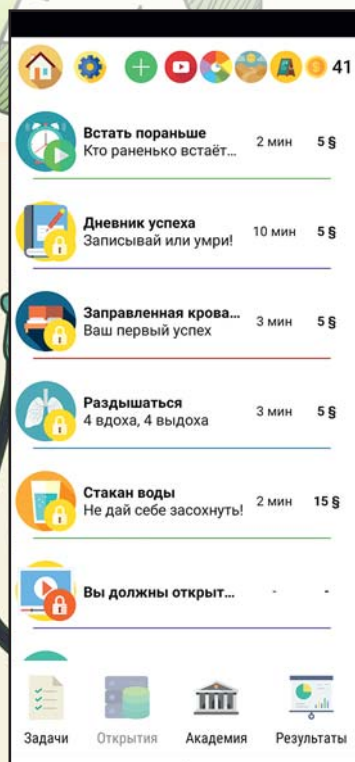 41
Встать пораньше
Кто раненько встаёт...
2 мин 5 §
Дневник успеха
Записывай или умри!
10 мин 5 §
Заправленная крова...
Ваш первый успех
3 мин 5 §
Раздышаться
4 вдоха, 4 выдоха
3 мин 5 §
Стакан воды
Не дай себе засохнуть!
2 мин 15 §
Вы должны открыт...
- -
Задачи Открытия Академия Результаты